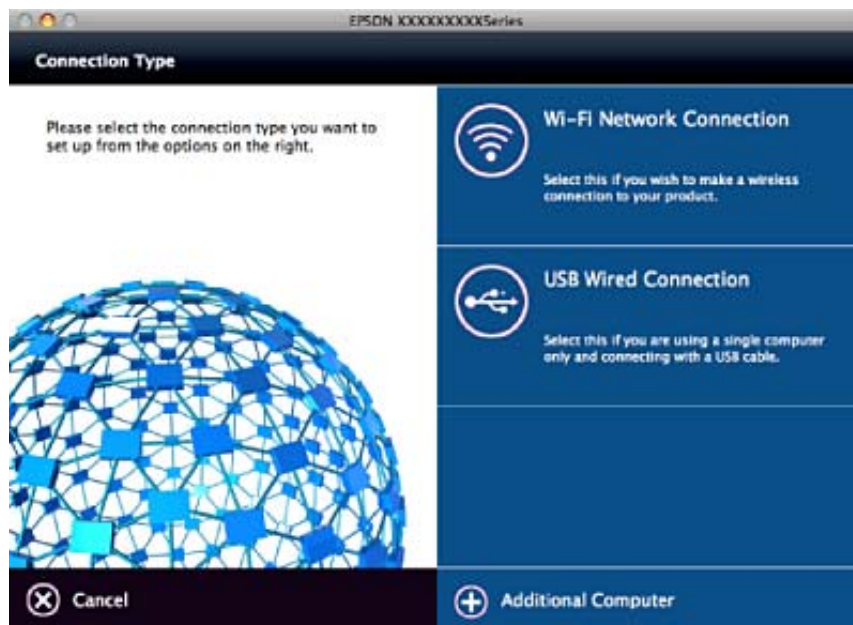 EPSON XXXXXXXXXSeries
Connection Type
Please select the connection type you want to
set up from the options on the right.
Wi-Fi Network Connection
Select this if you wish to make a wireless
connection to your product.
USB Wired Connection
Select this if you are using a single computer
only and connecting with a USB cable.
Cancel
Additional Computer